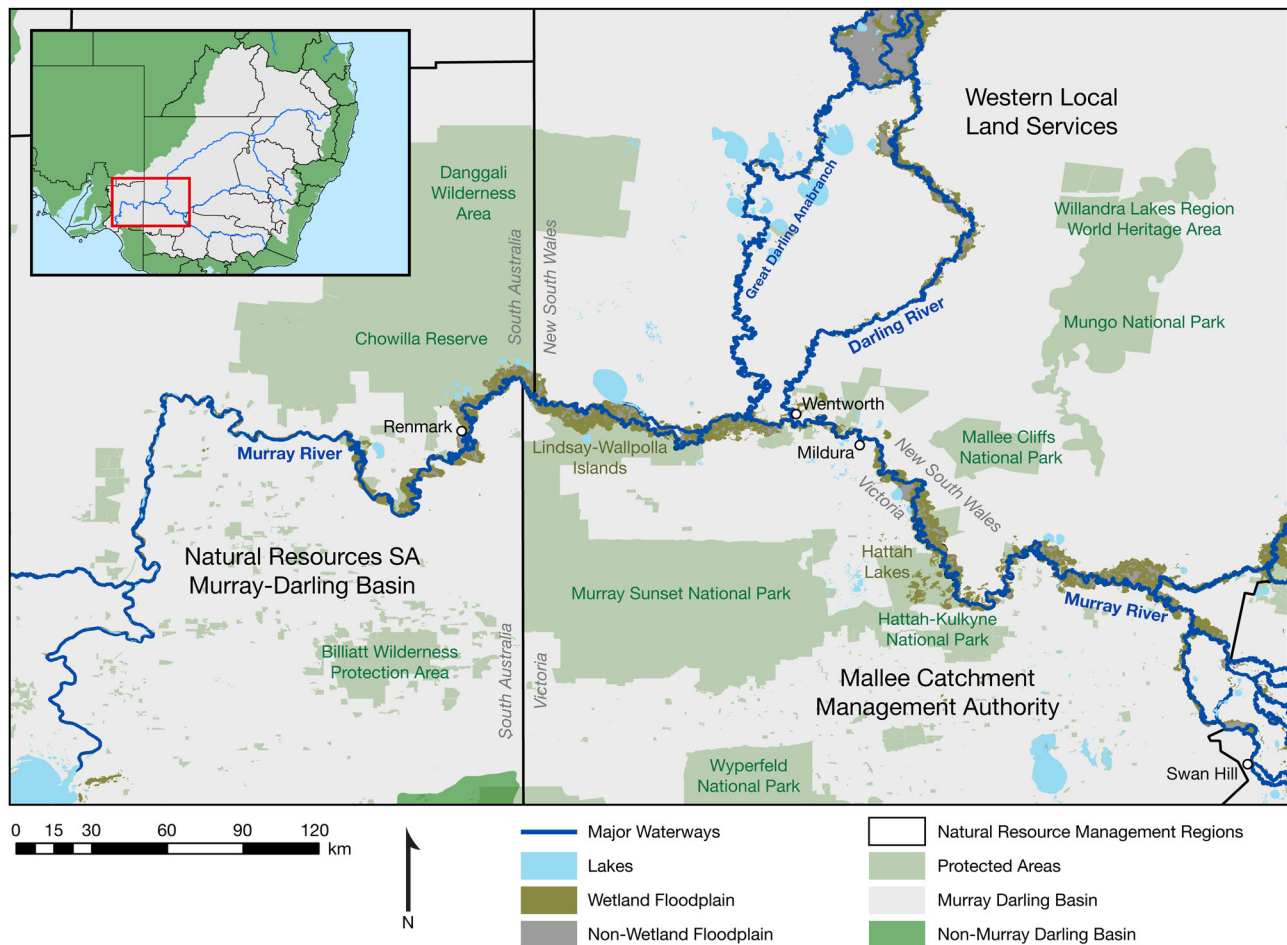 Western Local
Land Services
Danggali
Wilderness
Area
Willandra Lakes Region
World Heritage Area
Great Darling Anabranch
South Australia
New South Wales
Mungo National Park
Chowilla Reserve
Darling River
Wentworth
Renmark
Murray River
Lindsay-Wallpolla
Islands
Mildura
New South Wales
Victoria
Mallee Cliffs
National Park
Natural Resources SA
Murray-Darling Basin
Hattah
Lakes
Murray Sunset National Park
Murray River
Hattah-Kulkyne
National Park
Billiatt Wilderness
Protection Area
South Australia
Victoria
Mallee Catchment
Management Authority
Wyperfeld
National Park
Swan Hill
0 15 30 60 90 120
km
N
Major Waterways
Lakes
Wetland Floodplain
Non-Wetland Floodplain
Natural Resource Management Regions
Protected Areas
Murray Darling Basin
Non-Murray Darling Basin